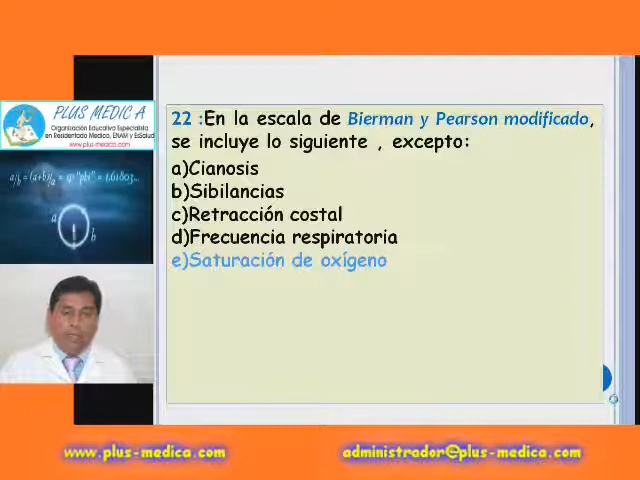 PLUS MEDIC A
Organización Educativa Especialista
en Residentado Medico, ENAM y EsSalud
www.plus-medica.com
22 :En la escala de Bierman y Pearson modificado,
se incluye lo siguiente , excepto:
a)Cianosis
b)Sibilancias
c)Retracción costal
d)Frecuencia respiratoria
e)Saturación de oxígeno
a
b
www.plus-medica.com
administrador@plus-medica.com